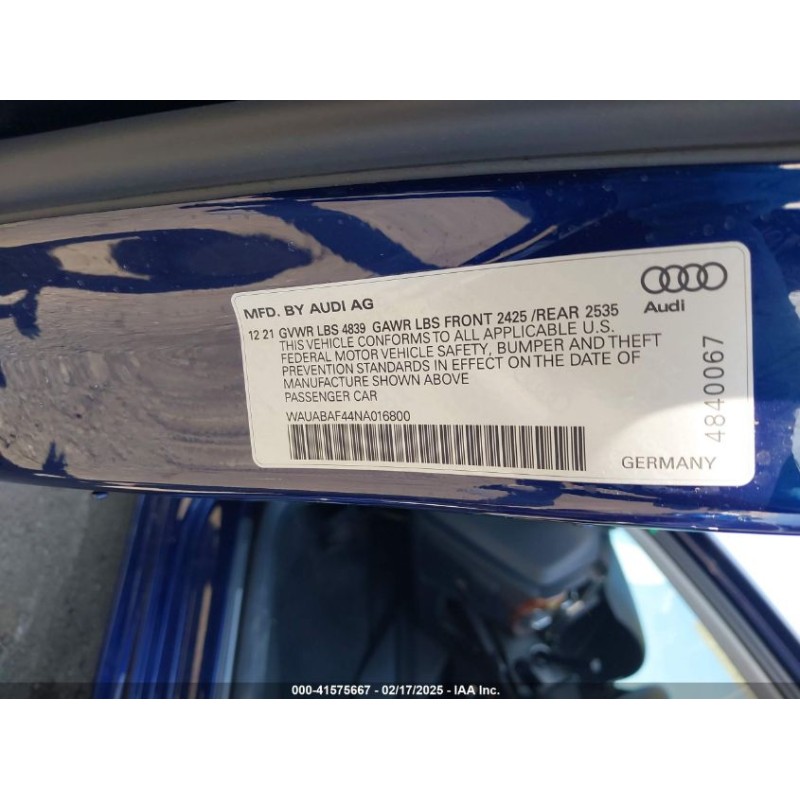 MFD. BY AUDI AG
12 21 GVWR LBS 4839 GAWR LBS FRONT 2425 /REAR 2535
THIS VEHICLE CONFORMS TO ALL APPLICABLE U.S.
FEDERAL MOTOR VEHICLE SAFETY, BUMPER AND THEFT
PREVENTION STANDARDS IN EFFECT ON THE DATE OF
MANUFACTURE SHOWN ABOVE
PASSENGER CAR
WAUABAF44NA016800
Audi
4840067
GERMANY
000-41575667 - 02/17/2025 - IAA Inc.